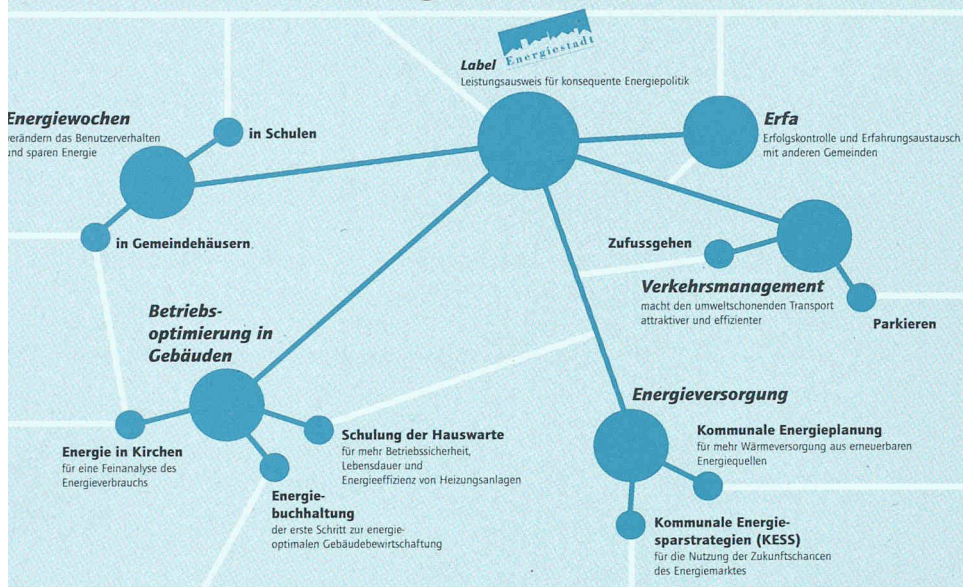 Energiestadt
Label
Leistungsausweis für konsequente Energiepolitik
Energiewochen
verändern das Benutzerverhalten
und sparen Energie
in Schulen
Erfa
Erfolgskontrolle und Erfahrungsaustausch
mit anderen Gemeinden
in Gemeindehäusern
Zufussgehen
Verkehrsmanagement
macht den umweltschonenden Transport
attraktiver und effizienter
Parkieren
Betriebs-
optimierung in
Gebäuden
Energieversorgung
Energie in Kirchen
für eine Feinanalyse des
Energieverbrauchs
Schulung der Hauswarte
für mehr Betriebssicherheit,
Lebensdauer und
Energieeffizienz von Heizungsanlagen
Kommunale Energieplanung
für mehr Wärmeversorgung aus erneuerbaren
Energiequellen
Energie-
buchhaltung
der erste Schritt zur energie-
optimalen Gebäudebewirtschaftung
Kommunale Energie-
sparstrategien (KESS)
für die Nutzung der Zukunftschancen
des Energiemarktes